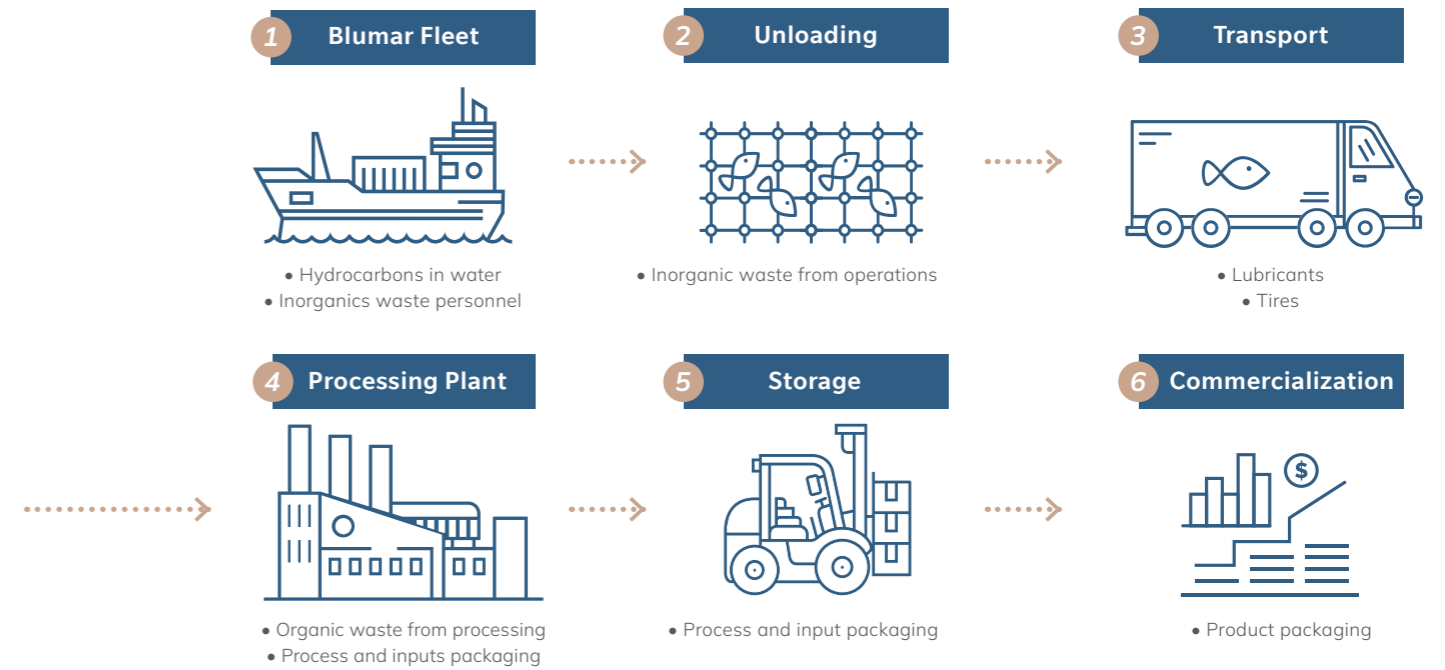 1 Blumar Fleet
2 Unloading
3 Transport
• Hydrocarbons in water
• Inorganics waste personnel
• Inorganic waste from operations
• Lubricants
• Tires
4 Processing Plant
5 Storage
6 Commercialization
$
• Organic waste from processing
• Process and inputs packaging
• Process and input packaging
• Product packaging